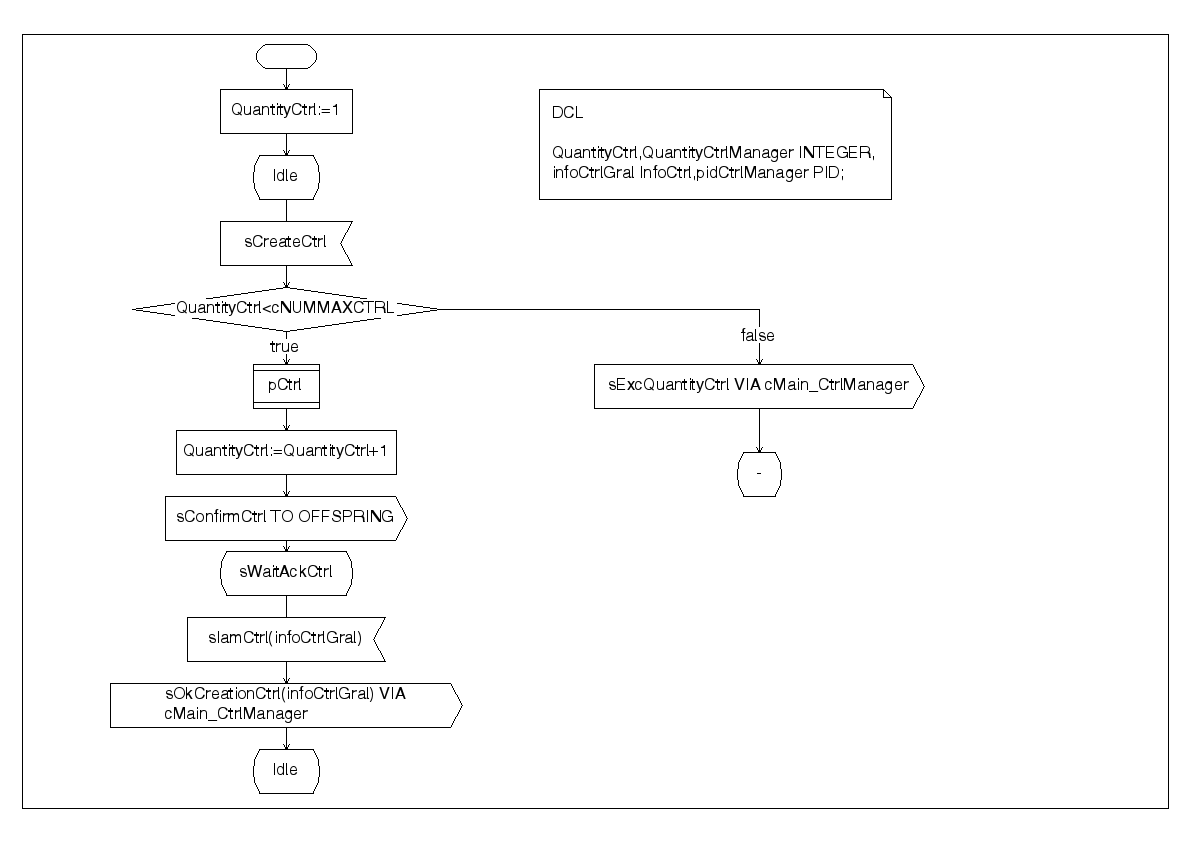 QuantityCtrl:=1
Idle
sCreateCtrl
QuantityCtrl<cNUMMAXCTRL
true
pCtrl
QuantityCtrl:=QuantityCtrl+1
sConfirmCtrl TO OFFSPRING
sWaitAckCtrl
sIamCtrl(infoCtrlGral)
sOkCreationCtrl(infoCtrlGral) VIA
cMain_CtrlManager
Idle
DCL
QuantityCtrl,QuantityCtrlManager INTEGER,
infoCtrlGral InfoCtrl,pidCtrlManager PID;
false
sExcQuantityCtrl VIA cMain_CtrlManager
-